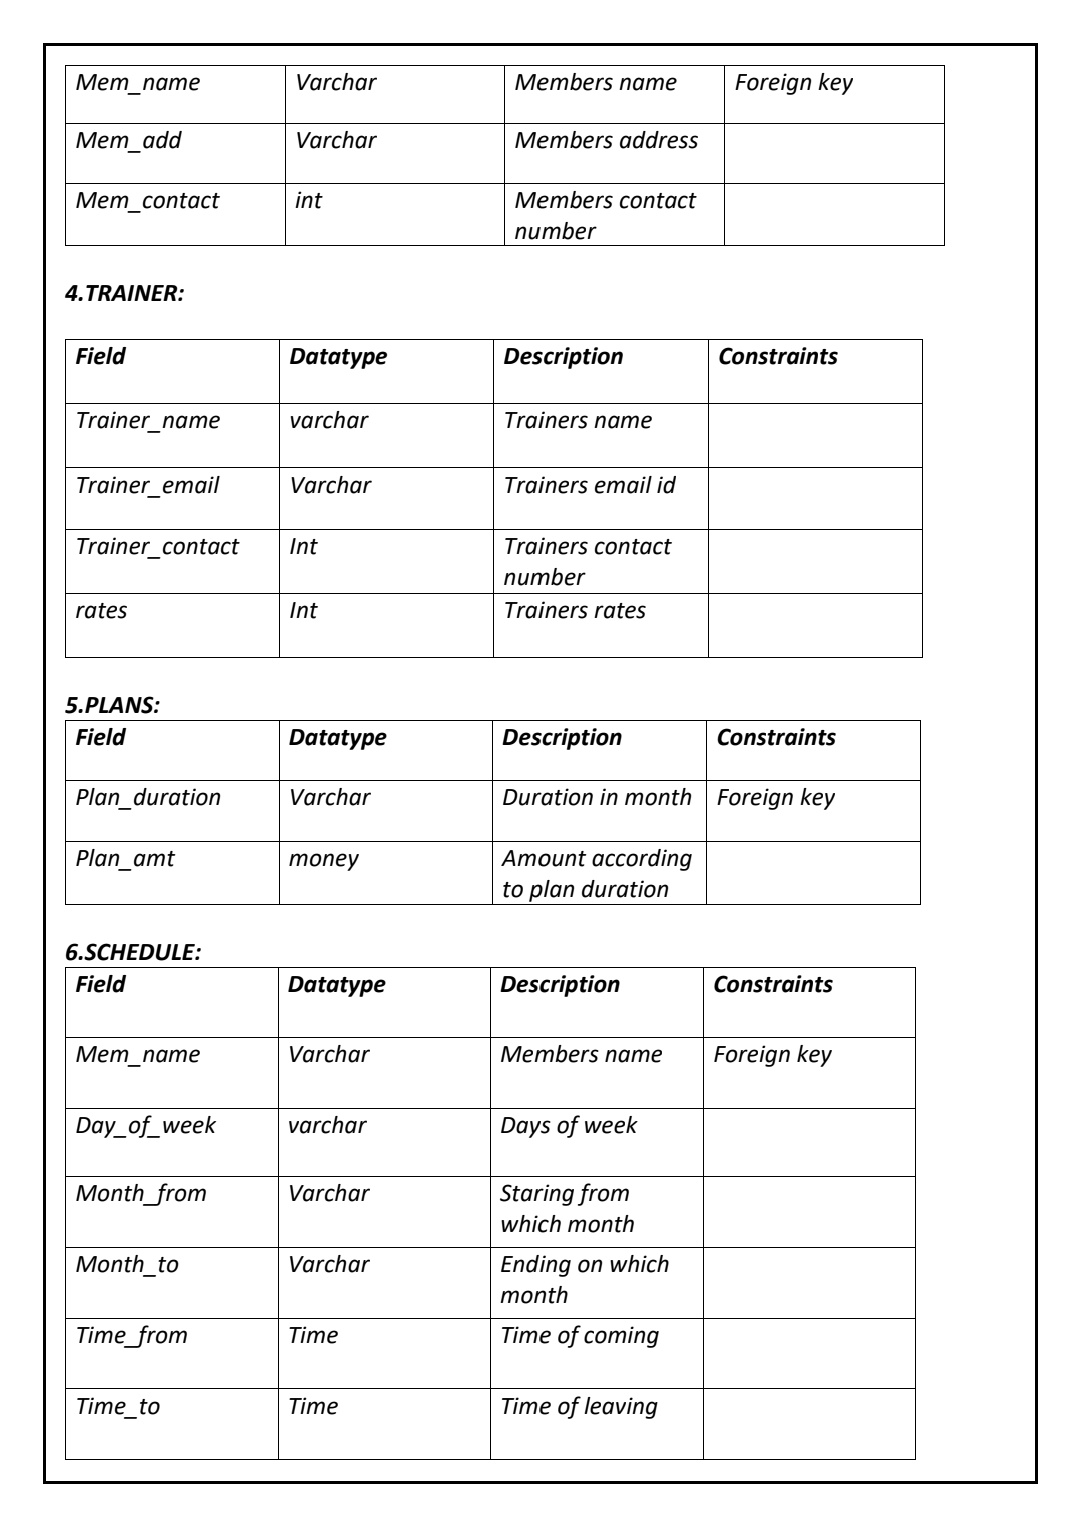 Mem_name Varchar Members name Foreign key
Mem_add Varchar Members address
Mem_contact int Members contact
number
4.TRAINER:
Field Datatype Description Constraints
Trainer_name varchar Trainers name
Trainer_email Varchar Trainers email id
Trainer_contact Int Trainers contact
number
rates Int Trainers rates
5.PLANS:
Field Datatype Description Constraints
Plan_duration Varchar Duration in month Foreign key
Plan_amt money Amount according
to plan duration
6.SCHEDULE:
Field Datatype Description Constraints
Mem_name Varchar Members name Foreign key
Day_of_week varchar Days of week
Month_from Varchar Staring from
which month
Month_to Varchar Ending on which
month
Time_from Time Time of coming
Time_to Time Time of leaving